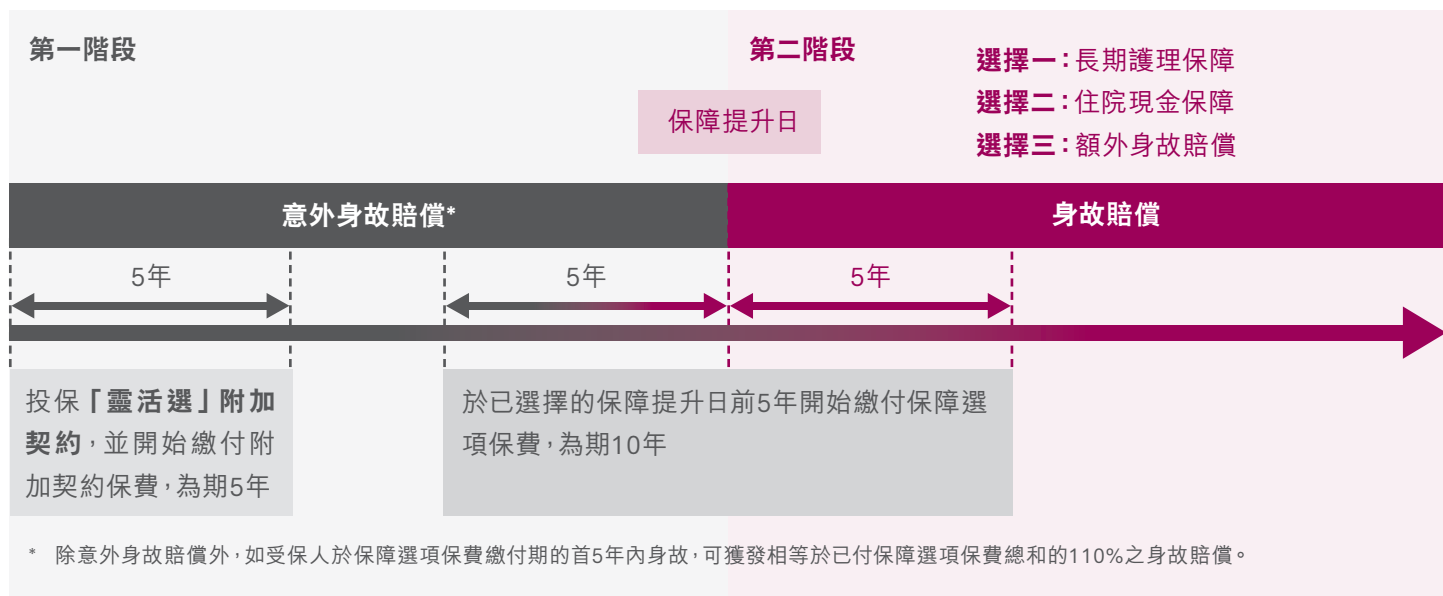 第一階段
第二階段
選擇一：長期護理保障
選擇二：住院現金保障
選擇三：額外身故賠償
保障提升日
意外身故賠償*
身故賠償
5年
5年
5年
投保「靈活選」附加
契約，並開始繳付附
加契約保費，為期5年
於已選擇的保障提升日前5年開始繳付保障選
項保費，為期10年
* 除意外身故賠償外，如受保人於保障選項保費繳付期的首5年內身故，可獲發相等於已付保障選項保費總和的110%之身故賠償。